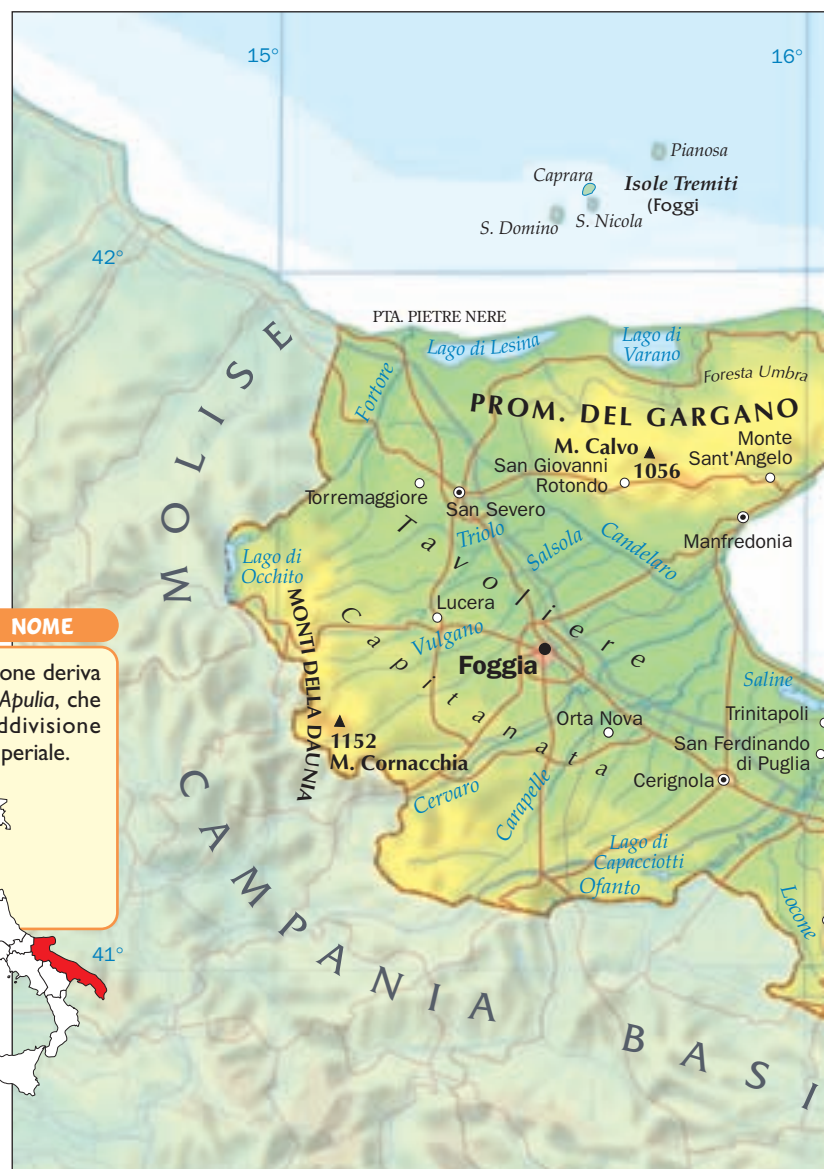 15°
16°
Pianosa
Caprara
Isole Tremiti
(Foggi
S. Domino
S. Nicola
42°
PTA. PIETRE NERE
Lago di Lesina
Lago di
Varano
MOLISE
Fortore
Foresta Umbra
PROM. DEL GARGANO
M. Calvo
1056
Monte
Sant'Angelo
San Giovanni
Rotondo
Torremaggiore
San Severo
Triolo
Salsola
Candelaro
Manfredonia
Tavoliere
Lago di
Occhito
MONTI DELLA DAUNIA
Lucera
Capitanata
Vulgano
Foggia
NOME
one deriva
Apulia, che
ddivisione
periale.
Saline
Trinitapoli
Orta Nova
San Ferdinando
di Puglia
1152
M. Cornacchia
Cerignola
Cervaro
Carapelle
Lago di
Capacciotti
Ofanto
Locone
CAMPANIA
41°
BASI